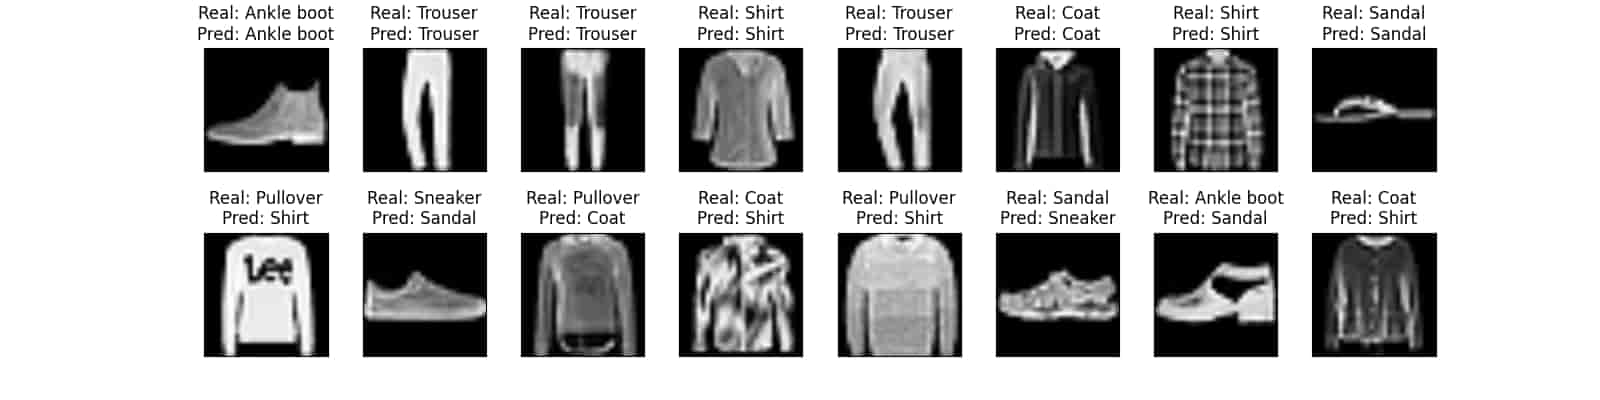 Real: Ankle boot
Pred: Ankle boot
Real: Trouser
Pred: Trouser
Real: Trouser
Pred: Trouser
Real: Shirt
Pred: Shirt
Real: Trouser
Pred: Trouser
Real: Coat
Pred: Coat
Real: Shirt
Pred: Shirt
Real: Sandal
Pred: Sandal
Real: Pullover
Pred: Shirt
Lee
Real: Sneaker
Pred: Sandal
Real: Pullover
Pred: Coat
Real: Coat
Pred: Shirt
Real: Pullover
Pred: Shirt
Real: Sandal
Pred: Sneaker
Real: Ankle boot
Pred: Sandal
Real: Coat
Pred: Shirt